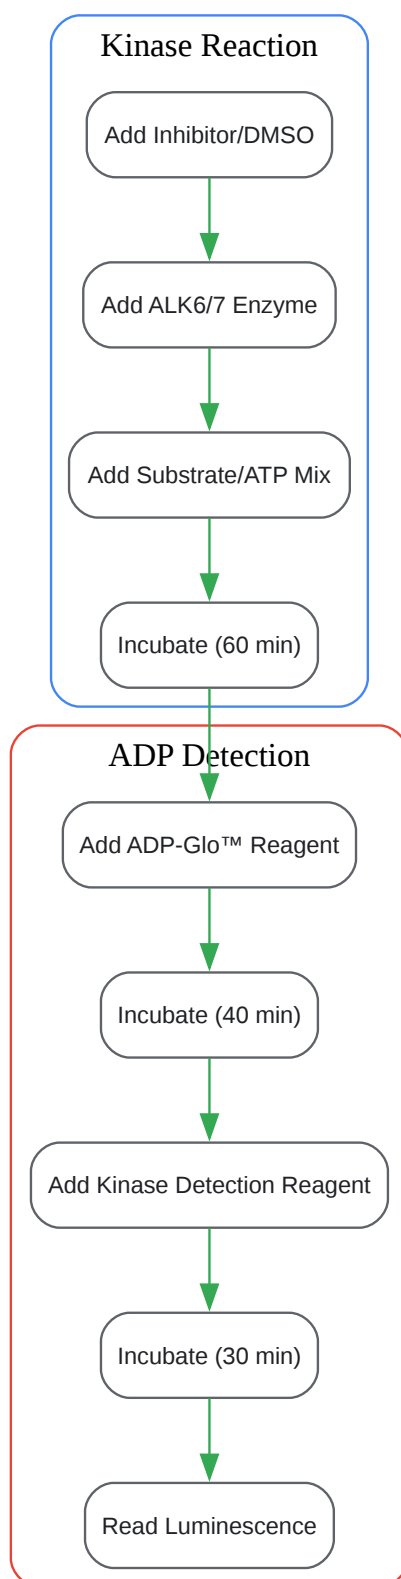 Kinase Reaction
Add Inhibitor/DMSO
Add ALK6/7 Enzyme
Add Substrate/ATP Mix
Incubate (60 min)
ADP Detection
Add ADP-Glo™ Reagent
Incubate (40 min)
Add Kinase Detection Reagent
Incubate (30 min)
Read Luminescence